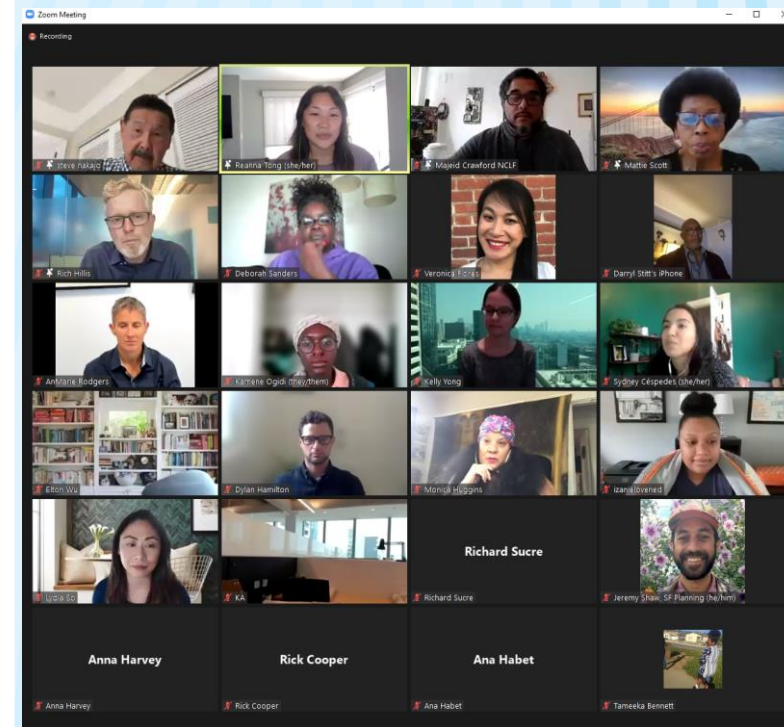 Zoom Meeting
Recording
steve nakajo
Reanna Tong (she/her)
Majeid Crawford NCLF
Mattie Scott
Rich Hillis
Deborah Sanders
Veronica Flores
Darryl Stitt's iPhone
AnMarie Rodgers
Kamene Ogidi (they/them)
Kelly Yong
Sydney Céspedes (she/her)
Elton Wu
Dylan Hamilton
Monica Huggins
izanielovened
Lydia So
KA
Richard Sucre
Richard Sucre
Jeremy Shaw, SF Planning (he/him)
Anna Harvey
Rick Cooper
Ana Habet
Anna Harvey
Rick Cooper
Ana Habet
Tameeka Bennett